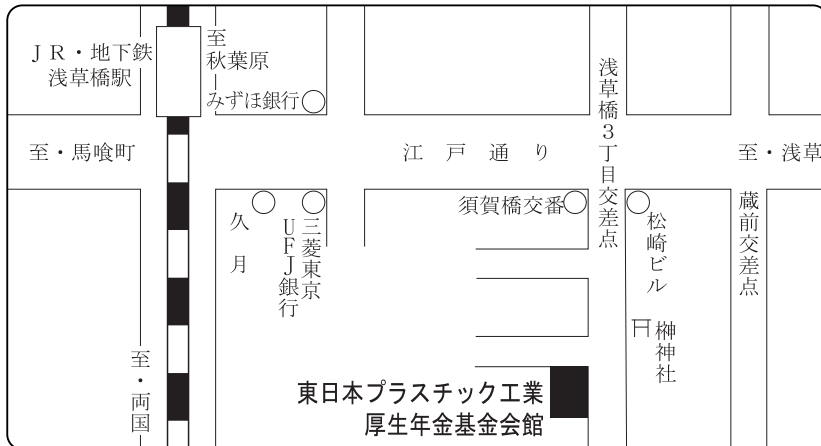 ＪＲ・地下鉄
浅草橋駅
至
秋葉原
みずほ銀行
至・馬喰町
江戸通り
浅草橋３丁目交差点
至・浅草
久月
三菱東京
ＵＦＪ銀行
須賀橋交番
松崎ビル
蔵前交差点
榊神社
至・両国
東日本プラスチック工業
厚生年金基金会館